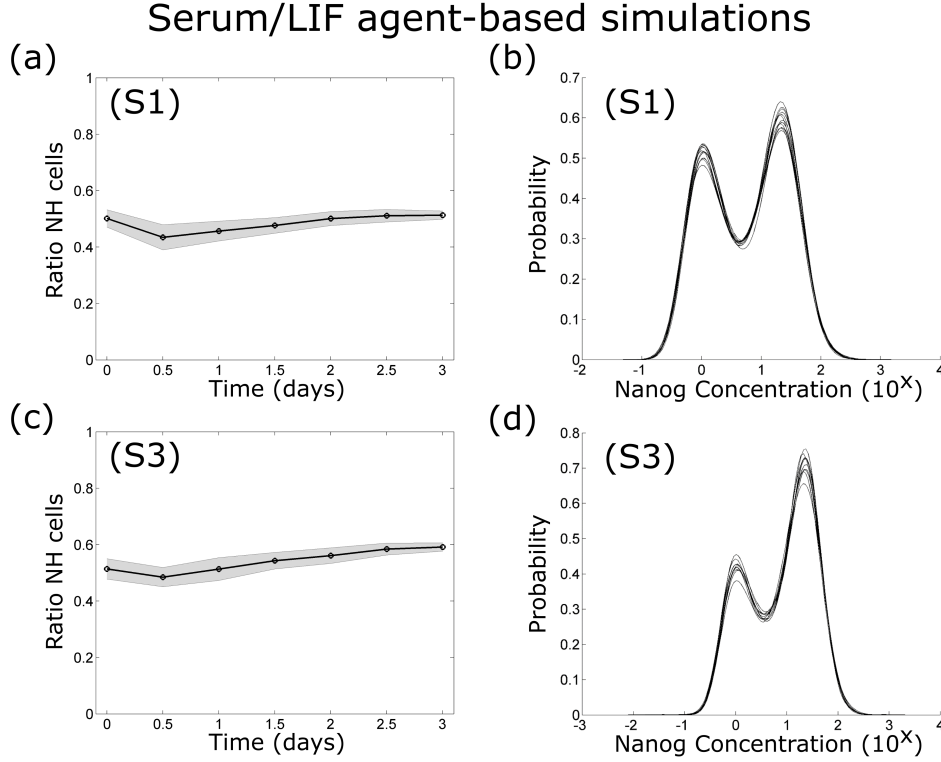 Serum/LIF agent-based simulations
(a)
(S1)
Ratio NH cells
1
0.8
0.6
0.4
0.2
0
0 0.5 1 1.5 2 2.5 3
Time (days)
(b)
(S1)
Probability
0.7
0.6
0.5
0.4
0.3
0.2
0.1
0
-2 -1 0 1 2 3 4
Nanog Concentration (10^X)
(c)
(S3)
Ratio NH cells
1
0.8
0.6
0.4
0.2
0
0 0.5 1 1.5 2 2.5 3
Time (days)
(d)
(S3)
Probability
0.8
0.7
0.6
0.5
0.4
0.3
0.2
0.1
0
-3 -2 -1 0 1 2 3 4
Nanog Concentration (10^X)